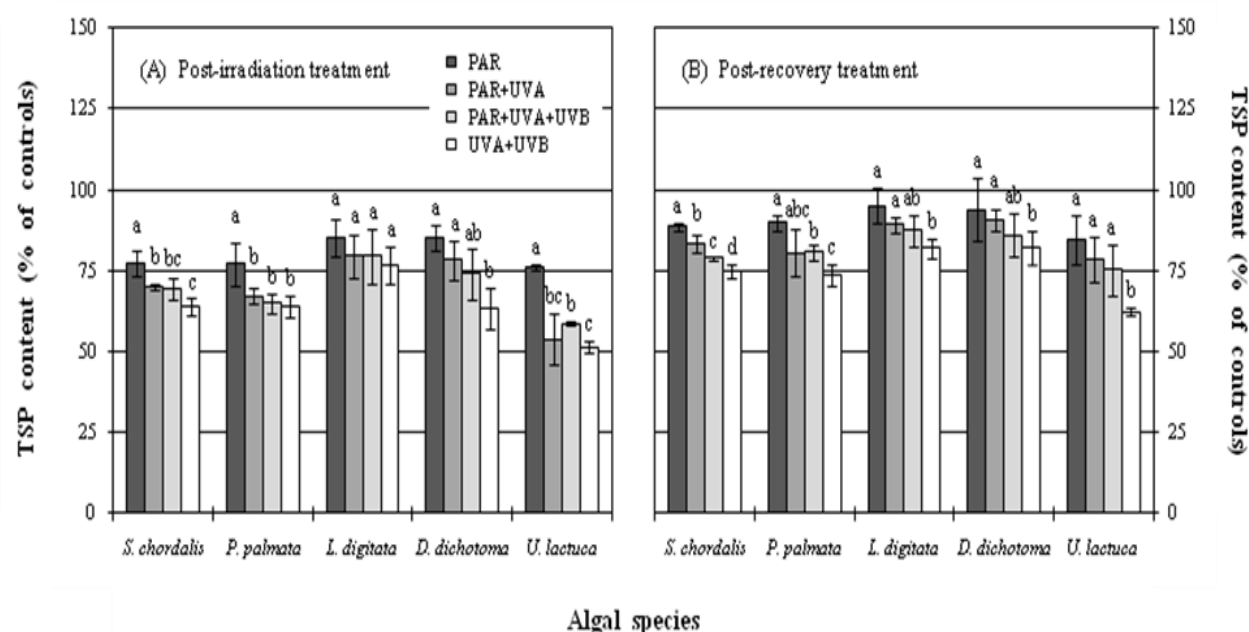 150
125
100
75
50
25
0
TSP content (% of controls)
(A) Post-irradiation treatment
PAR
PAR+UVA
PAR+UVA+UVB
UVA+UVB
a b bc c
a b b b
a a a a
a a ab b
a bc b c
S. chordalis P. palmata L. digitata D. dichotoma U. lactuca
(B) Post-recovery treatment
a b c d
a abc b c
a a ab b
a a ab b
a a a b
S. chordalis P. palmata L. digitata D. dichotoma U. lactuca
150
125
100
75
50
25
0
TSP content (% of controls)
Algal species